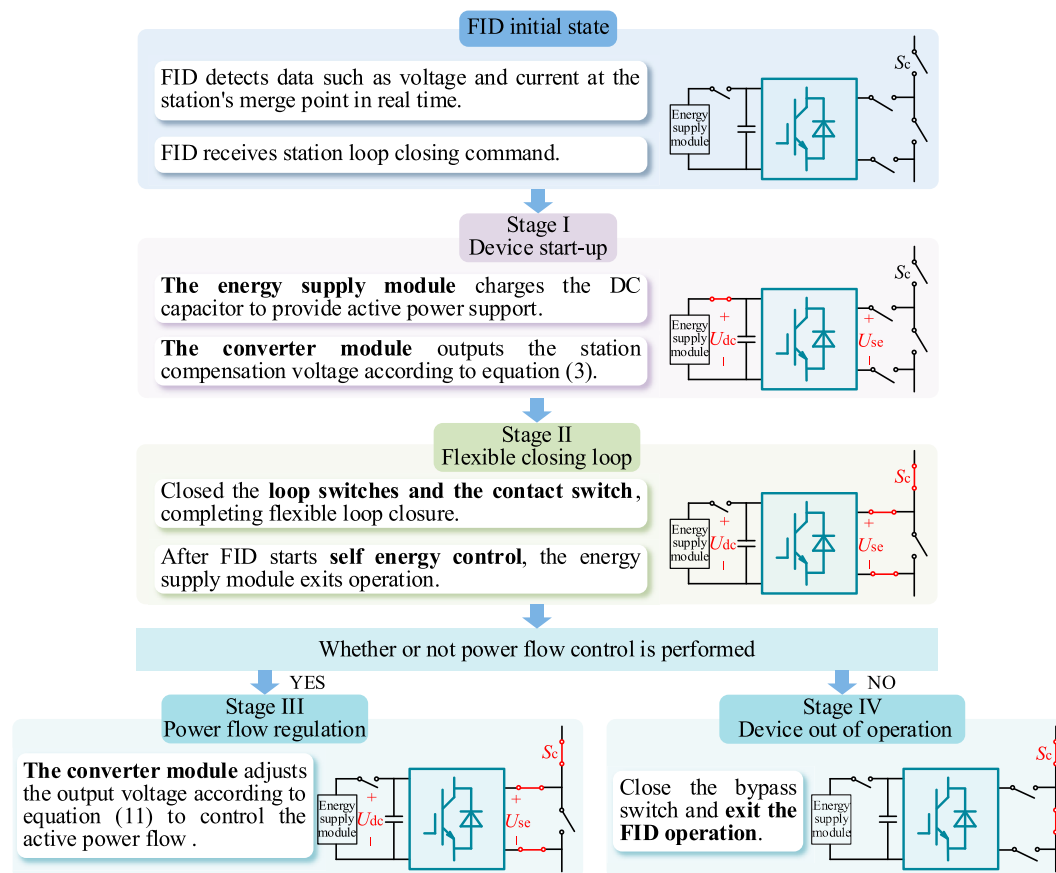 FID initial state
FID detects data such as voltage and current at the
station's merge point in real time.
FID receives station loop closing command.
Energy
supply
module
Sc
Stage I
Device start-up
The energy supply module charges the DC
capacitor to provide active power support.
The converter module outputs the station
compensation voltage according to equation (3).
Energy
supply
module
+
Udc
–
+
Use
–
Sc
Stage II
Flexible closing loop
Closed the loop switches and the contact switch,
completing flexible loop closure.
After FID starts self energy control, the energy
supply module exits operation.
Energy
supply
module
+
Udc
–
+
Use
–
Sc
Whether or not power flow control is performed
YES
NO
Stage III
Power flow regulation
The converter module adjusts
the output voltage according to
equation (11) to control the
active power flow .
Energy
supply
module
+
Udc
–
+
Use
–
Sc
Stage IV
Device out of operation
Close the bypass
switch and exit the
FID operation.
Energy
supply
module
Sc